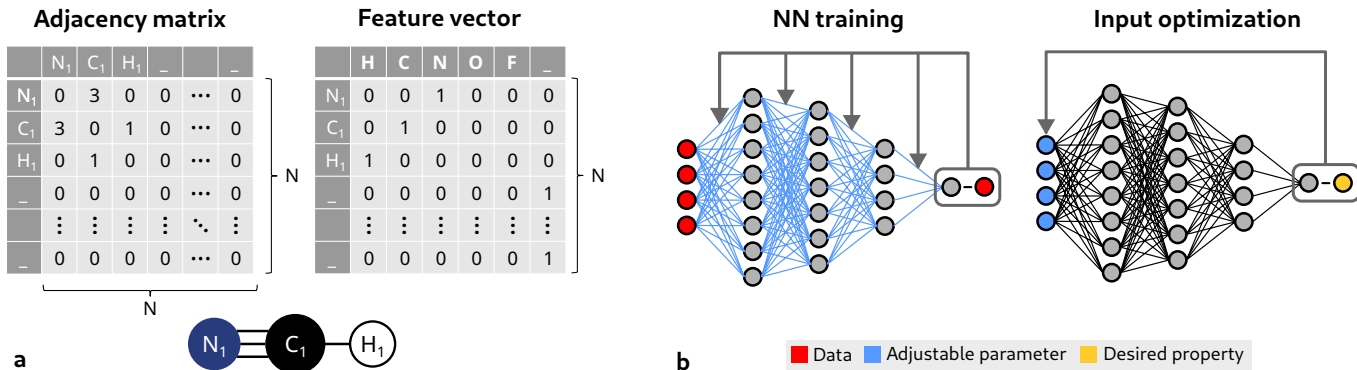 Adjacency matrix
N₁ C₁ H₁ _ _
N₁ 0 3 0 0 ⋯ 0
C₁ 3 0 1 0 ⋯ 0
H₁ 0 1 0 0 ⋯ 0
_ 0 0 0 0 ⋯ 0
⋮ ⋮ ⋮ ⋮ ⋱ ⋮
_ 0 0 0 0 ⋯ 0
N
N
Feature vector
H C N O F _
N₁ 0 0 1 0 0 0
C₁ 0 1 0 0 0 0
H₁ 1 0 0 0 0 0
_ 0 0 0 0 0 1
⋮ ⋮ ⋮ ⋮ ⋮ ⋮
_ 0 0 0 0 0 1
N
N₁ C₁ H₁
a
NN training
Input optimization
b
Data Adjustable parameter Desired property